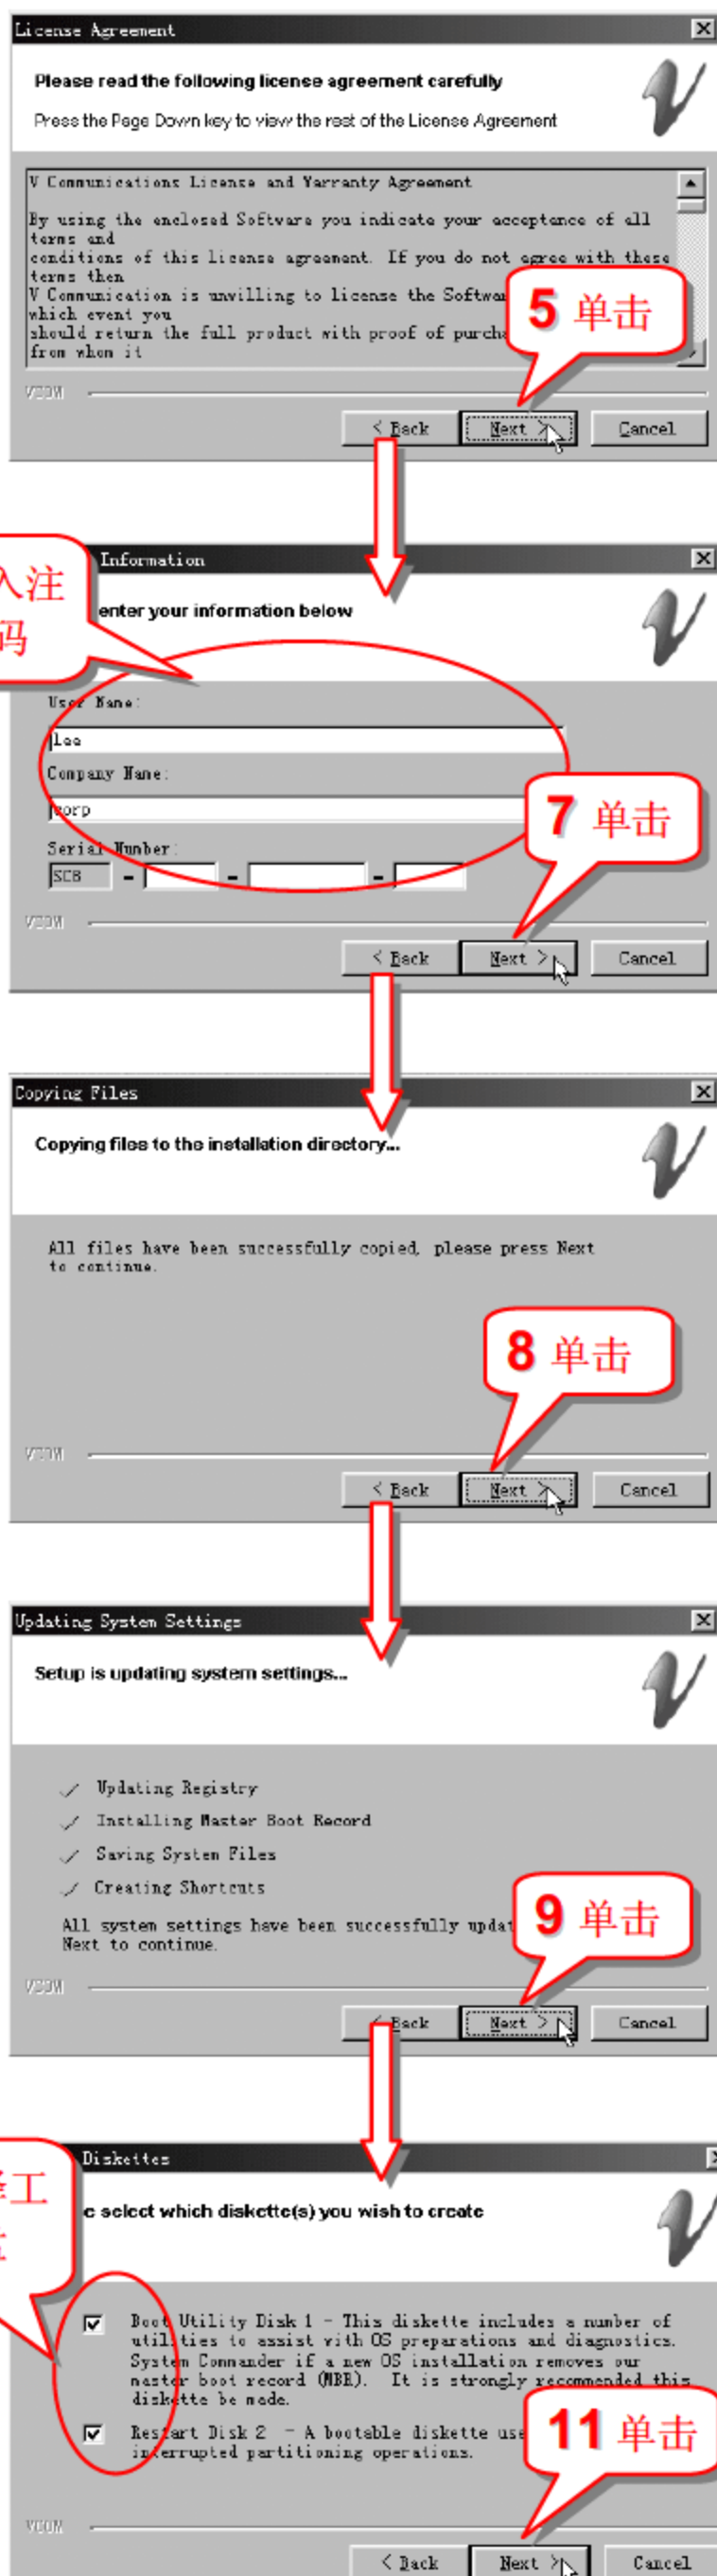 License Agreement
Please read the following license agreement carefully
Press the Page Down key to view the rest of the License Agreement
V Communications License and Warranty Agreement
By using the enclosed Software you indicate your acceptance of all
terms and
conditions of this license agreement. If you do not agree with these
terms then
V Communication is unwilling to license the Softwar
which event you
should return the full product with proof of purcha
from whom it
5 单击
VCOM
< Back Next > Cancel
Information
入注
码
enter your information below
User Name:
lee
Company Name:
corp
7 单击
Serial Number:
SC8 - - -
VCOM
< Back Next > Cancel
Copying Files
Copying files to the installation directory...
All files have been successfully copied, please press Next
to continue.
8 单击
VCOM
< Back Next > Cancel
Updating System Settings
Setup is updating system settings...
Updating Registry
Installing Master Boot Record
Saving System Files
Creating Shortcuts
9 单击
All system settings have been successfully updat
Next to continue.
VCOM
< Back Next > Cancel
Diskettes
工
select which diskette(s) you wish to create
Boot Utility Disk 1 - This diskette includes a number of
utilities to assist with OS preparations and diagnostics.
System Commander if a new OS installation removes our
master boot record (MBR). It is strongly recommended this
diskette be made.
Restart Disk 2 - A bootable diskette use
interrupted partitioning operations.
11 单击
VCOM
< Back Next > Cancel